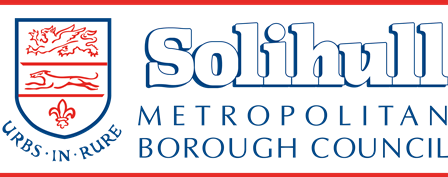 Solihull
METROPOLITAN
BOROUGH COUNCIL
URBS · IN · RURE